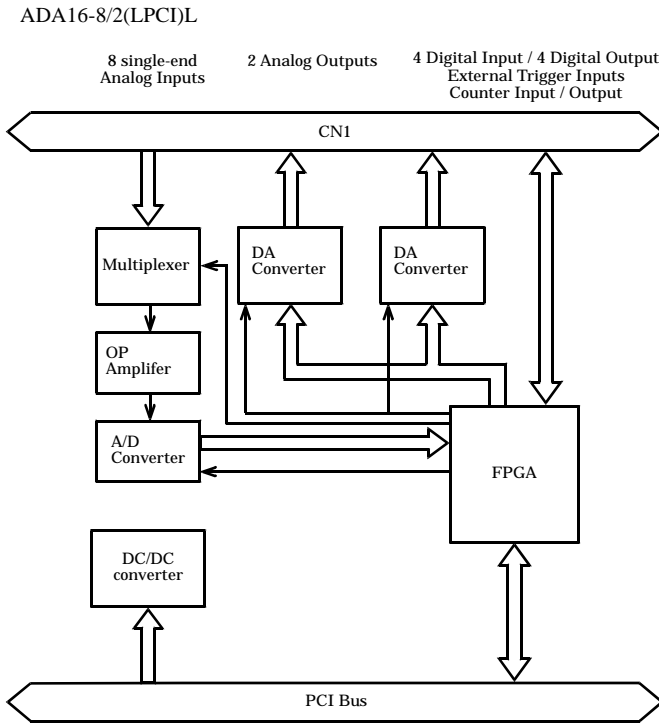 ADA16-8/2(LPCI)L
8 single-end
Analog Inputs
2 Analog Outputs
4 Digital Input / 4 Digital Output
External Trigger Inputs
Counter Input / Output
CN1
Multiplexer
DA
Converter
DA
Converter
OP
Amplifer
A/D
Converter
FPGA
DC/DC
converter
PCI Bus